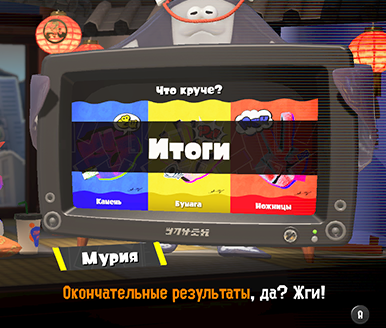 Что круче?
Итоги
Камень
Бумага
Ножницы
Мурия
Окончательные результаты, да? Жги!
A